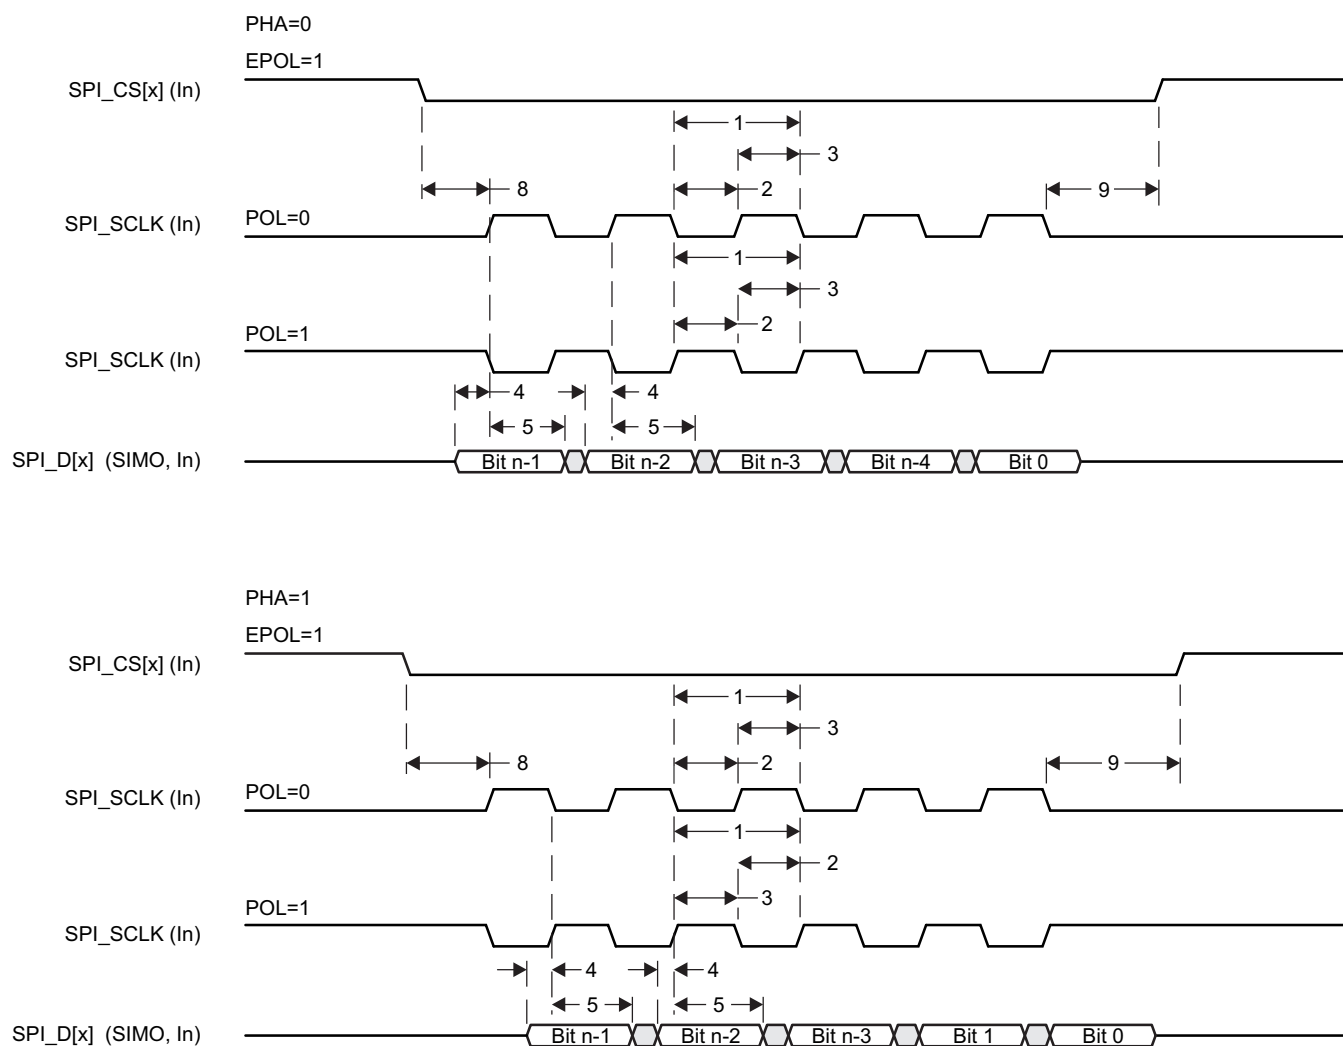 PHA=0
EPOL=1
SPI_CS[x] (In)
1
3
8
2
9
SPI_SCLK (In)
POL=0
1
3
2
POL=1
SPI_SCLK (In)
4
4
5
5
SPI_D[x] (SIMO, In)
Bit n-1
Bit n-2
Bit n-3
Bit n-4
Bit 0
PHA=1
EPOL=1
SPI_CS[x] (In)
1
3
8
2
9
SPI_SCLK (In)
POL=0
1
2
3
POL=1
SPI_SCLK (In)
4
4
5
5
SPI_D[x] (SIMO, In)
Bit n-1
Bit n-2
Bit n-3
Bit 1
Bit 0